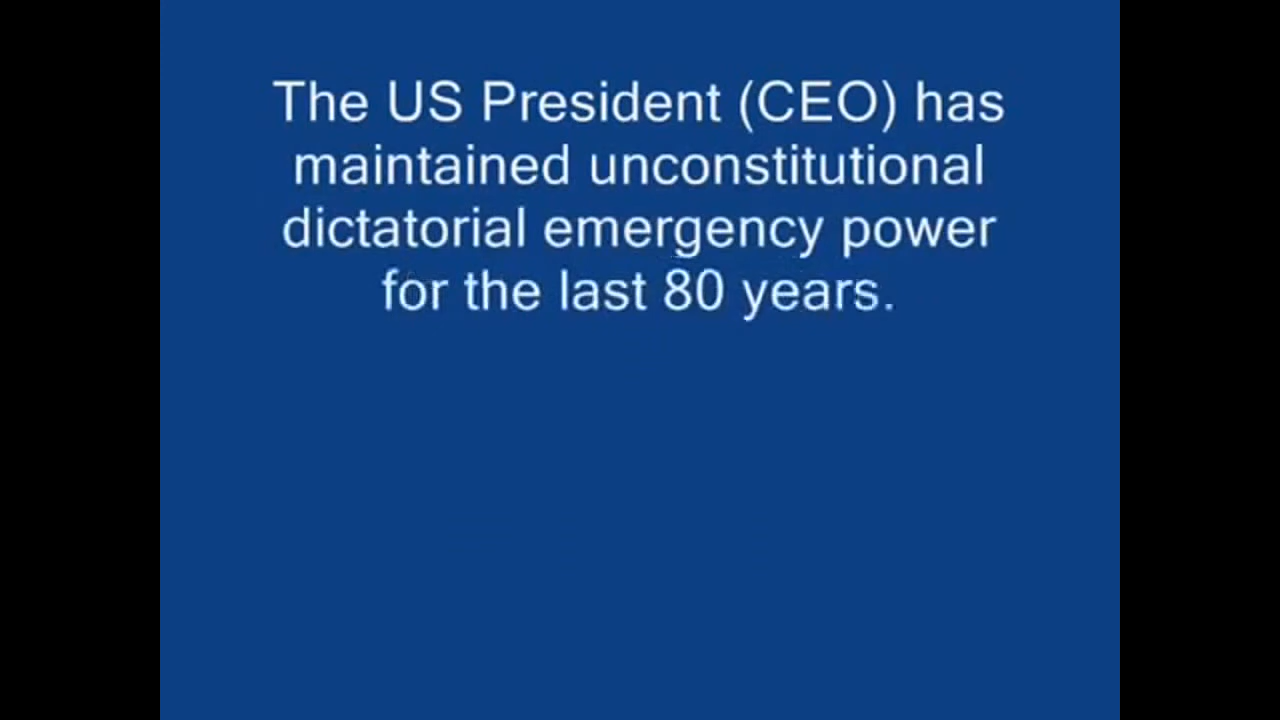 The US President (CEO) has
maintained unconstitutional
dictatorial emergency power
for the last 80 years.